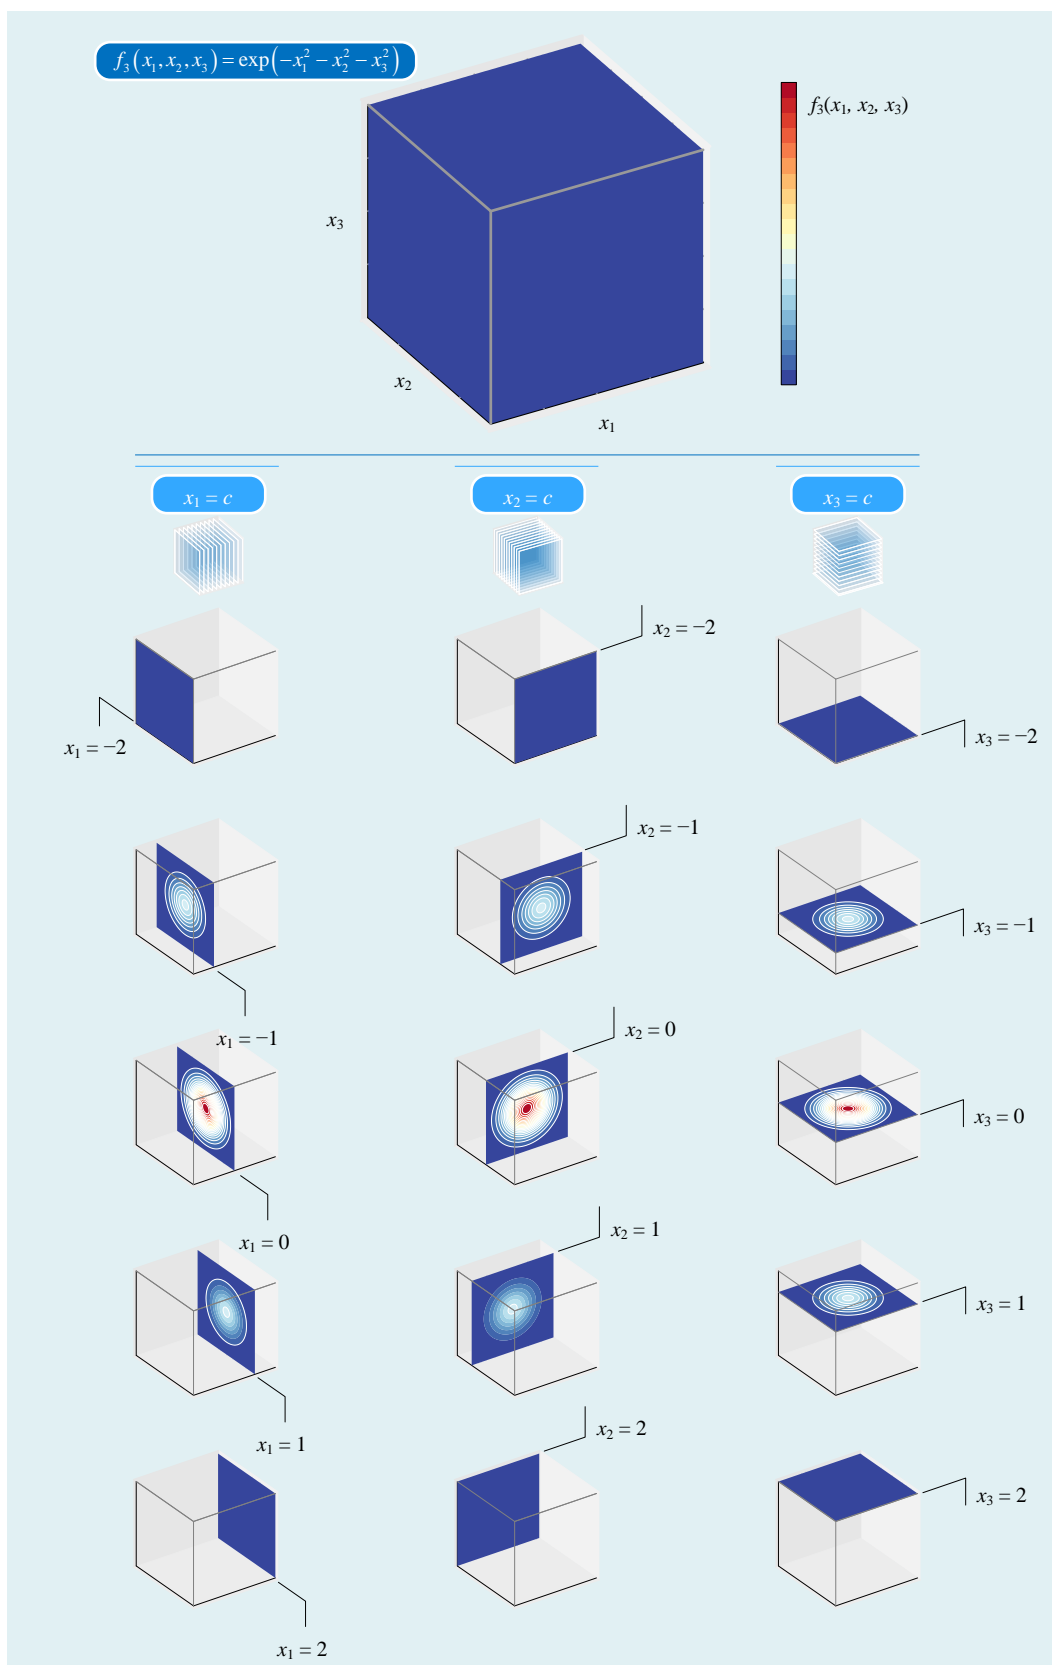 f₃(x₁, x₂, x₃) = exp(−x₁² − x₂² − x₃²)
f₃(x₁, x₂, x₃)
x₃
x₂
x₁
x₁ = c
x₂ = c
x₃ = c
x₁ = −2
x₂ = −2
x₃ = −2
x₁ = −1
x₂ = −1
x₃ = −1
x₁ = 0
x₂ = 0
x₃ = 0
x₁ = 1
x₂ = 1
x₃ = 1
x₁ = 2
x₂ = 2
x₃ = 2